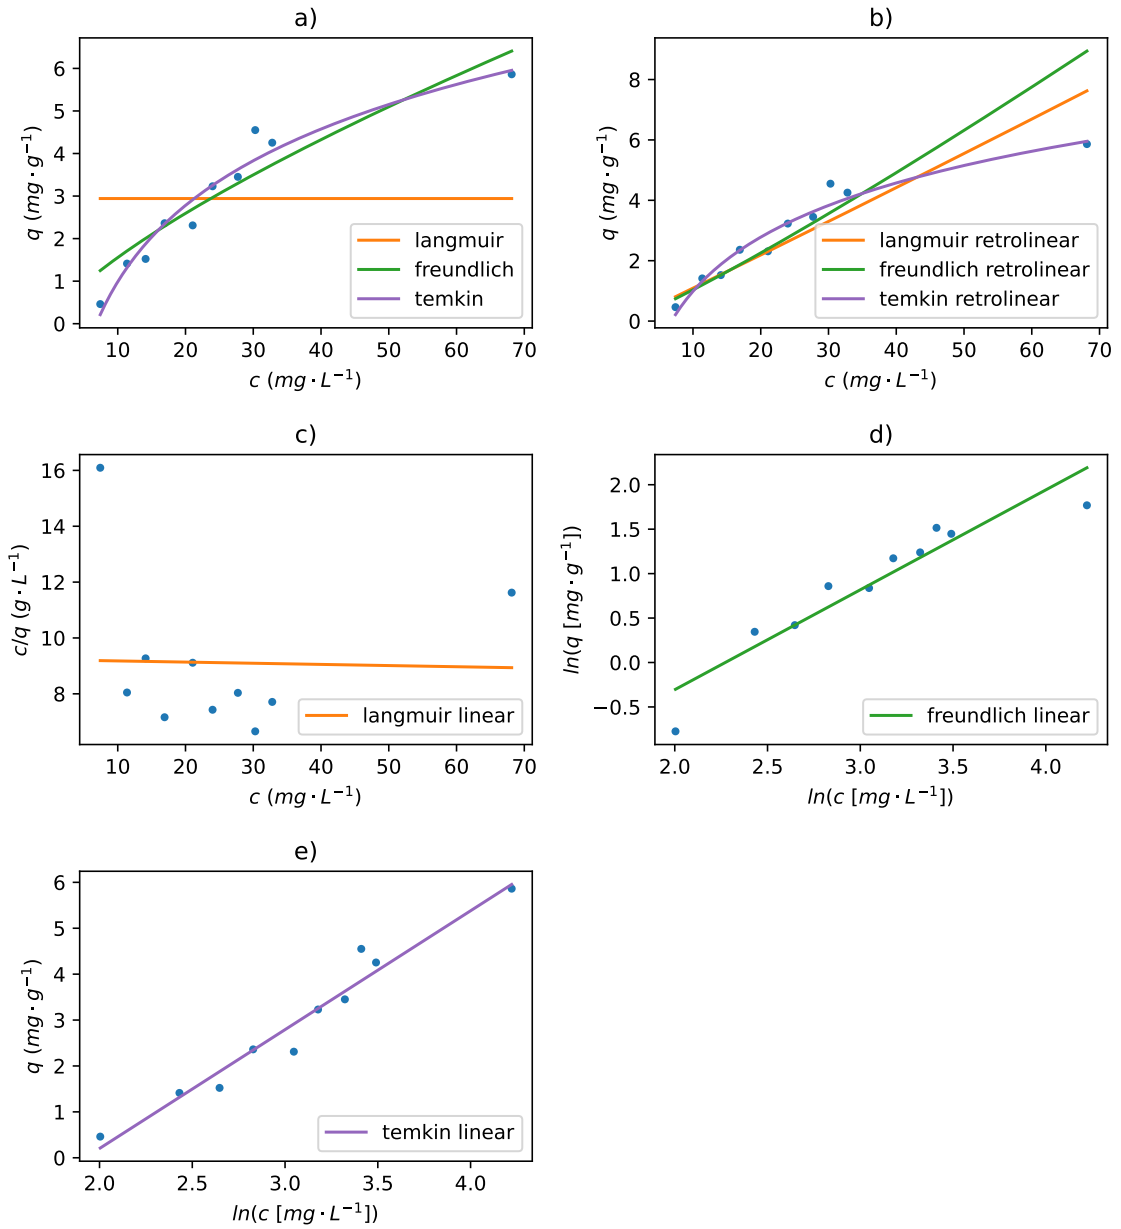 a)
6
5
4
3
2
1
0
q (mg · g⁻¹)
langmuir
freundlich
temkin
10 20 30 40 50 60 70
c (mg · L⁻¹)
b)
8
6
4
2
0
q (mg · g⁻¹)
langmuir retrolinear
freundlich retrolinear
temkin retrolinear
10 20 30 40 50 60 70
c (mg · L⁻¹)
c)
16
14
12
10
8
c/q (g · L⁻¹)
langmuir linear
10 20 30 40 50 60 70
c (mg · L⁻¹)
d)
2.0
1.5
1.0
0.5
0.0
−0.5
ln(q [mg · g⁻¹])
freundlich linear
2.0 2.5 3.0 3.5 4.0
ln(c [mg · L⁻¹])
e)
6
5
4
3
2
1
0
q (mg · g⁻¹)
temkin linear
2.0 2.5 3.0 3.5 4.0
ln(c [mg · L⁻¹])